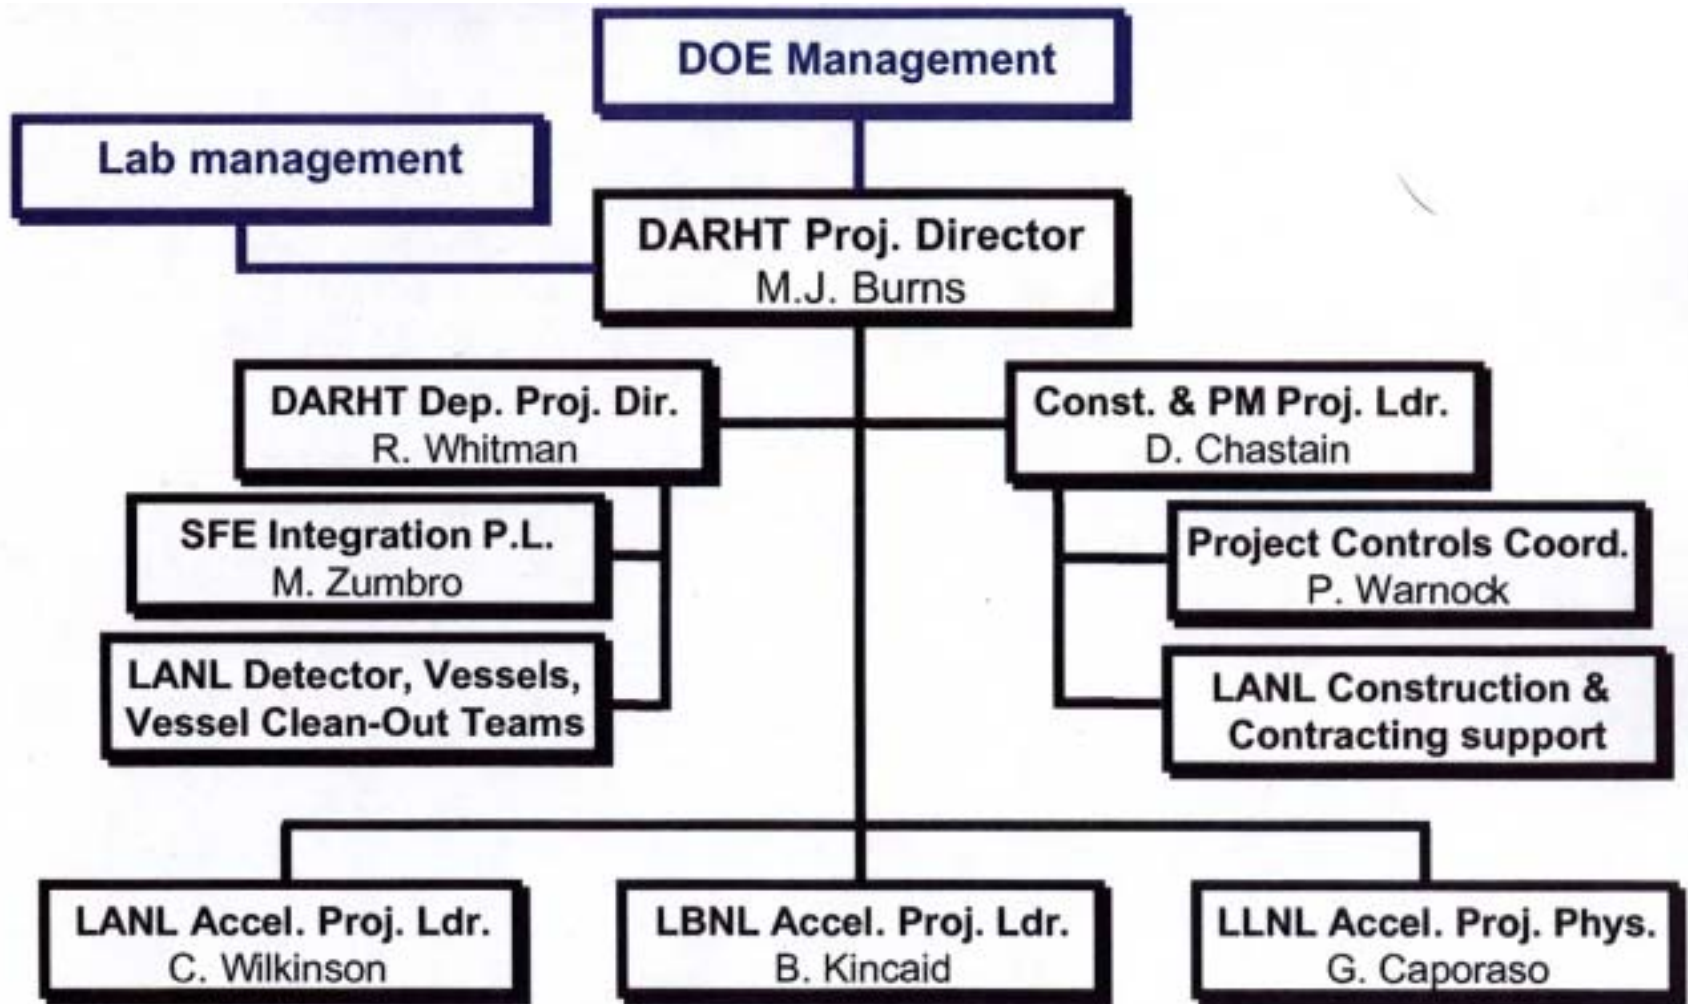 DOE Management
Lab management
DARHT Proj. Director
M.J. Burns
DARHT Dep. Proj. Dir.
R. Whitman
Const. & PM Proj. Ldr.
D. Chastain
SFE Integration P.L.
M. Zumbro
Project Controls Coord.
P. Warnock
LANL Detector, Vessels,
Vessel Clean-Out Teams
LANL Construction &
Contracting support
LANL Accel. Proj. Ldr.
C. Wilkinson
LBNL Accel. Proj. Ldr.
B. Kincaid
LLNL Accel. Proj. Phys.
G. Caporaso